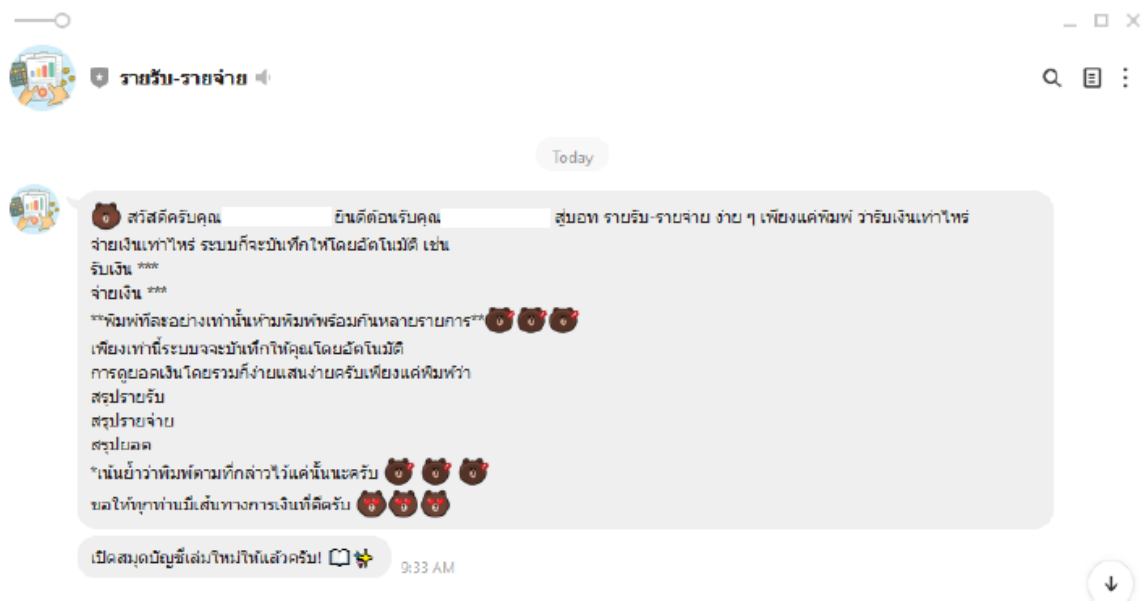 รายรับ-รายจ่าย
Today
สวัสดีครับคุณ ยินดีต้อนรับคุณ สู่บอท รายรับ-รายจ่าย ง่าย ๆ เพียงแค่พิมพ์ ว่ารับเงินเท่าไหร่
จ่ายเงินเท่าไหร่ ระบบก็จะบันทึกให้โดยอัตโนมัติ เช่น
รับเงิน ***
จ่ายเงิน ***
**พิมพ์ทีละอย่างเท่านั้นห้ามพิมพ์พร้อมกันหลายรายการ**
เพียงเท่านี้ระบบจจะบันทึกให้คุณโดยอัตโนมัติ
การดูยอดเงินโดยรวมก็ง่ายแสนง่ายครับเพียงแค่พิมพ์ว่า
สรุปรายรับ
สรุปรายจ่าย
สรุปยอด
*เน้นย้ำว่าพิมพ์ตามที่กล่าวไว้แค่นั้นนะครับ
ขอให้ทุกท่านมีเส้นทางการเงินที่ดีครับ
เปิดสมุดบัญชีเล่มใหม่ให้แล้วครับ!
9:33 AM